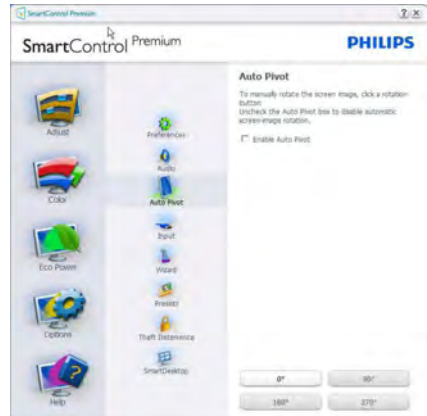 SmartControl Premium
SmartControl Premium
PHILIPS
Adjust
Color
Eco Power
Options
Help
Preferences
Audio
Auto Pivot
Input
Wizard
Presets
Theft Deterrence
SmartDesktop
Auto Pivot
To manually rotate the screen image, click a rotation
button
Uncheck the Auto Pivot box to disable automatic
screen-image rotation.
Enable Auto Pivot
0°
90°
180°
270°